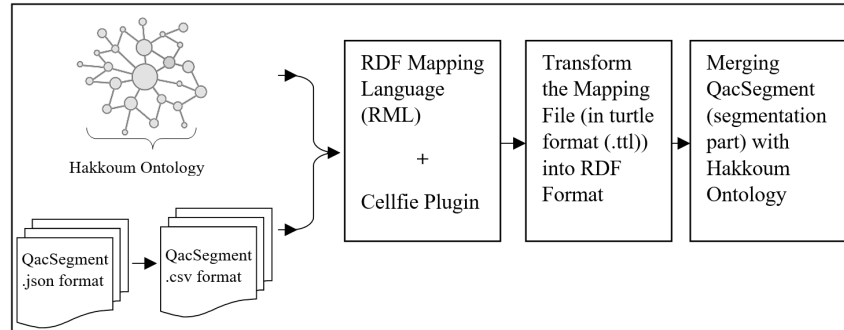 Hakkoum Ontology
QacSegment
.json format
QacSegment
.csv format
RDF Mapping
Language
(RML)
+
Cellfie Plugin
Transform
the Mapping
File (in turtle
format (.ttl))
into RDF
Format
Merging
QacSegment
(segmentation
part) with
Hakkoum
Ontology